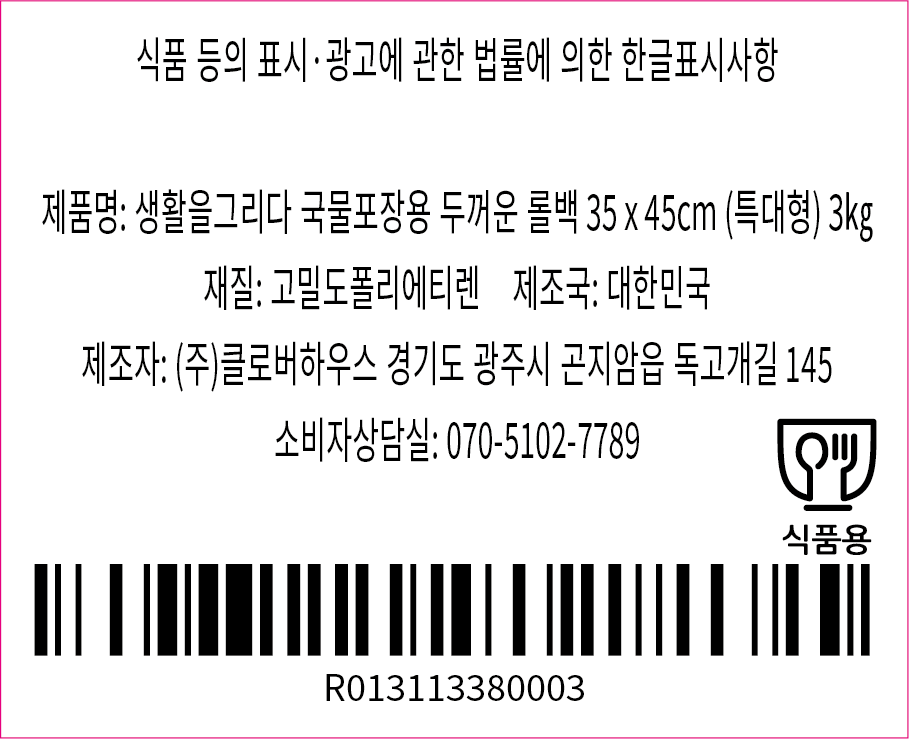 식품 등의 표시·광고에 관한 법률에 의한 한글표시사항
제품명: 생활을그리다 국물포장용 두꺼운 롤백 35 x 45cm (특대형) 3kg
재질: 고밀도폴리에티렌 제조국: 대한민국
제조자: (주)클로버하우스 경기도 광주시 곤지암읍 독고개길 145
소비자상담실: 070-5102-7789
식품용
R013113380003